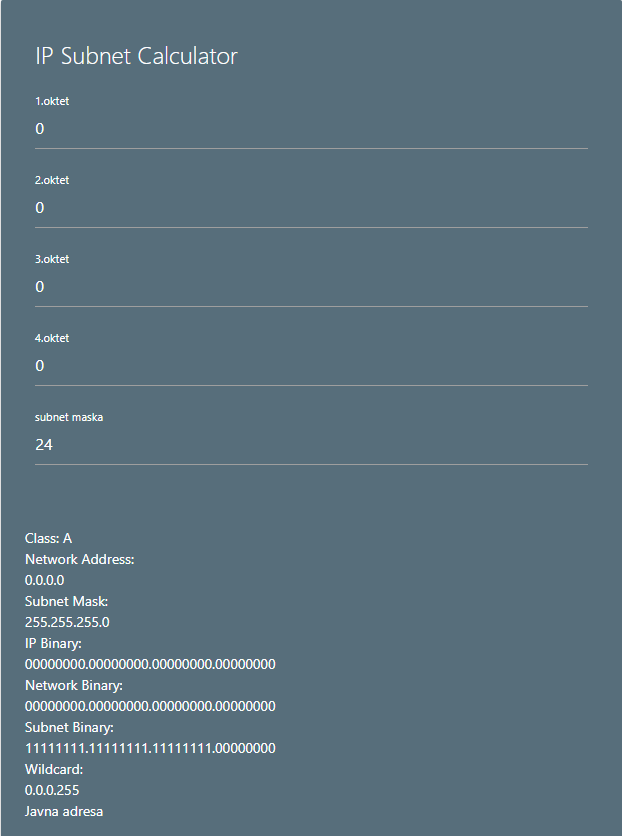 IP Subnet Calculator
1.oktet
0
2.oktet
0
3.oktet
0
4.oktet
0
subnet maska
24
Class: A
Network Address:
0.0.0.0
Subnet Mask:
255.255.255.0
IP Binary:
00000000.00000000.00000000.00000000
Network Binary:
00000000.00000000.00000000.00000000
Subnet Binary:
11111111.11111111.11111111.00000000
Wildcard:
0.0.0.255
Javna adresa